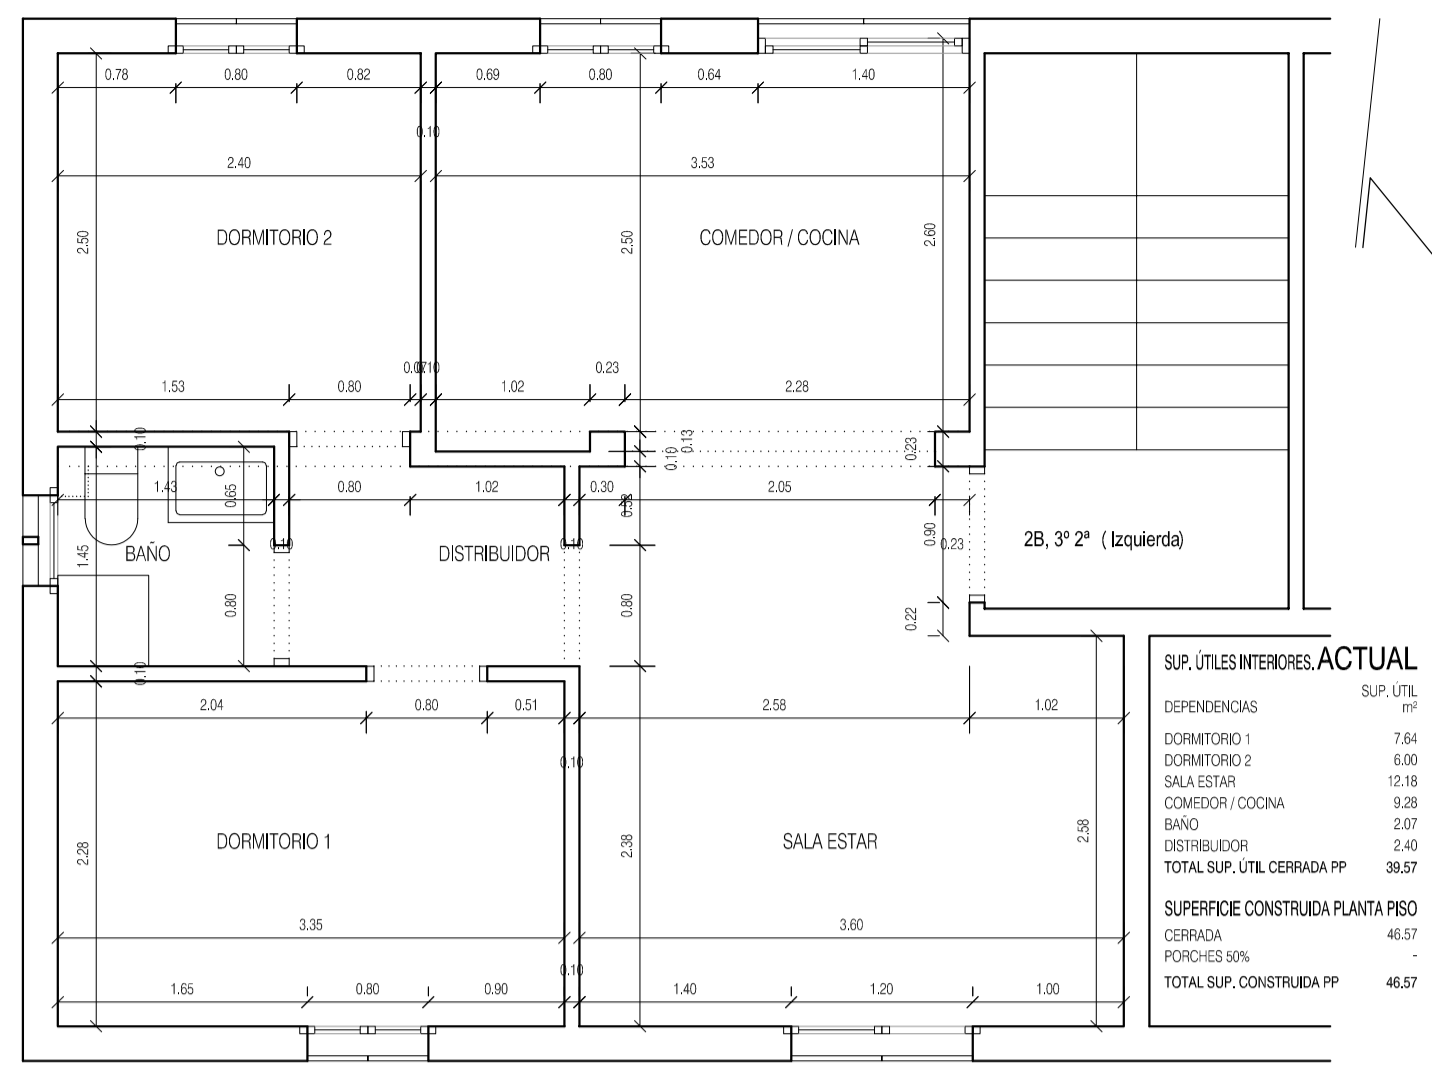 0.78 0.80 0.82 0.69 0.80 0.64 1.40
0.10
2.40 3.53
2.50 DORMITORIO 2 2.50 COMEDOR / COCINA 2.60
0.07 0.10 0.23
1.53 0.80 1.02 2.28
0.10 0.10 0.13 0.23
1.43 0.65 0.80 1.02 0.30 0.52 2.05
0.90 0.23
1.45 BAÑO 0.10 DISTRIBUIDOR 0.10 2B, 3º 2ª ( Izquierda)
0.80 0.80 0.22
0.10
2.04 0.80 0.51 2.58 1.02
0.10
2.28 DORMITORIO 1 2.38 SALA ESTAR 2.58
3.35 3.60
0.10
1.65 0.80 0.90 1.40 1.20 1.00
SUP. ÚTILES INTERIORES. ACTUAL
SUP. ÚTIL
DEPENDENCIAS m²
DORMITORIO 1 7.64
DORMITORIO 2 6.00
SALA ESTAR 12.18
COMEDOR / COCINA 9.28
BAÑO 2.07
DISTRIBUIDOR 2.40
TOTAL SUP. ÚTIL CERRADA PP 39.57
SUPERFICIE CONSTRUIDA PLANTA PISO
CERRADA 46.57
PORCHES 50% -
TOTAL SUP. CONSTRUIDA PP 46.57